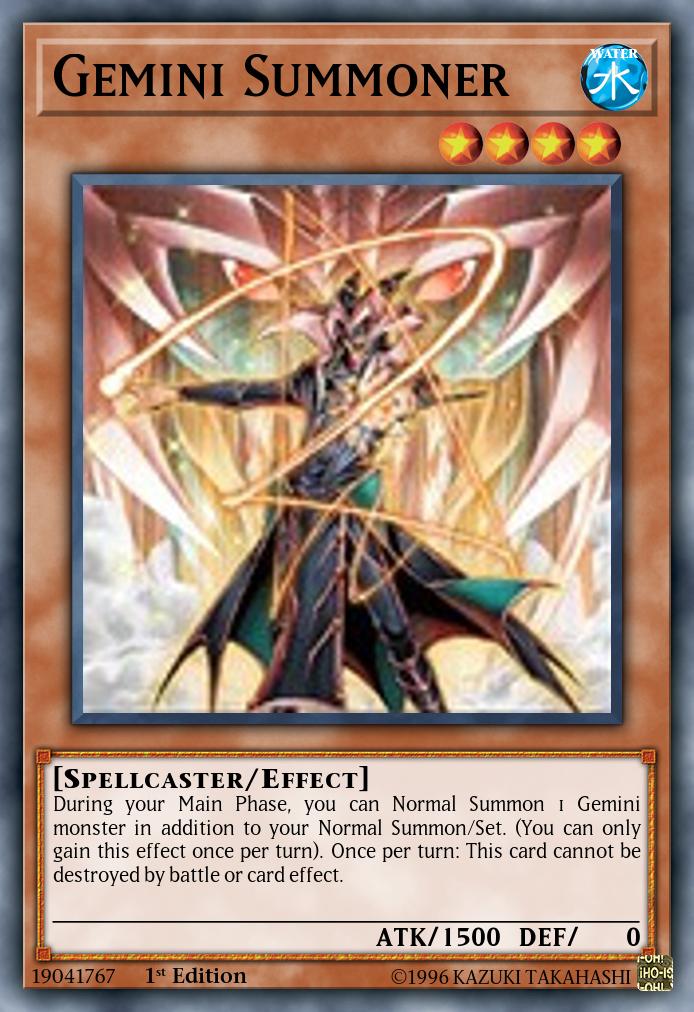 Gemini Summoner
WATER
水
[Spellcaster/Effect]
During your Main Phase, you can Normal Summon 1 Gemini
monster in addition to your Normal Summon/Set. (You can only
gain this effect once per turn). Once per turn: This card cannot be
destroyed by battle or card effect.
ATK/1500 DEF/ 0
19041767 1st Edition ©1996 KAZUKI TAKAHASHI